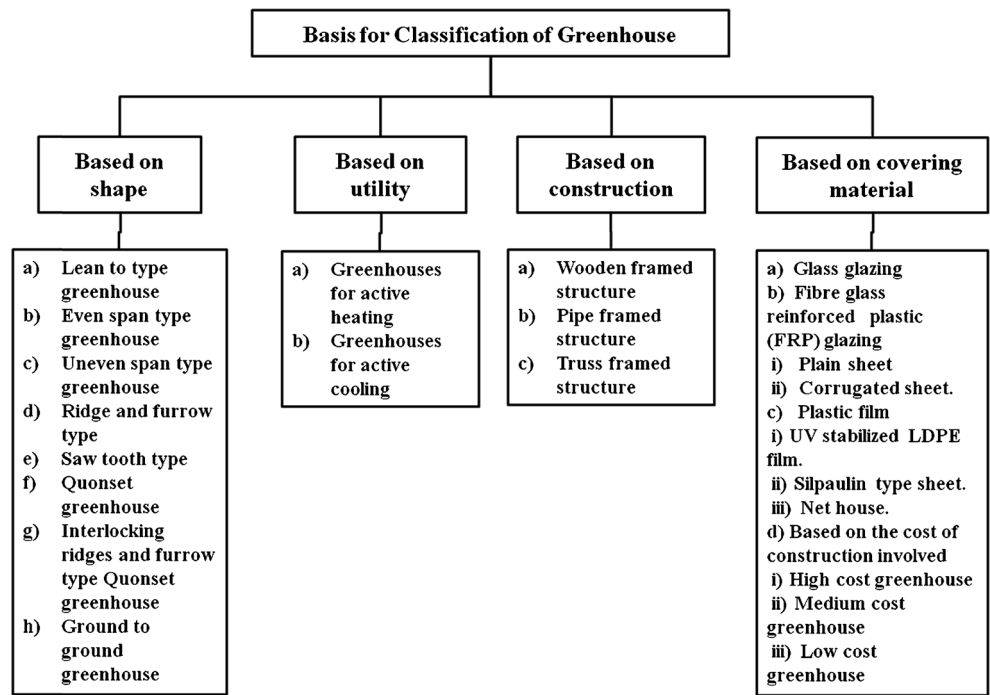 Basis for Classification of Greenhouse
Based on
shape
Based on
utility
Based on
construction
Based on covering
material
a) Lean to type
greenhouse
b) Even span type
greenhouse
c) Uneven span type
greenhouse
d) Ridge and furrow
type
e) Saw tooth type
f) Quonset
greenhouse
g) Interlocking
ridges and furrow
type Quonset
greenhouse
h) Ground to
ground
greenhouse
a) Greenhouses
for active
heating
b) Greenhouses
for active
cooling
a) Wooden framed
structure
b) Pipe framed
structure
c) Truss framed
structure
a) Glass glazing
b) Fibre glass
reinforced plastic
(FRP) glazing
i) Plain sheet
ii) Corrugated sheet.
c) Plastic film
i) UV stabilized LDPE
film.
ii) Silpaulin type sheet.
iii) Net house.
d) Based on the cost of
construction involved
i) High cost greenhouse
ii) Medium cost
greenhouse
iii) Low cost
greenhouse